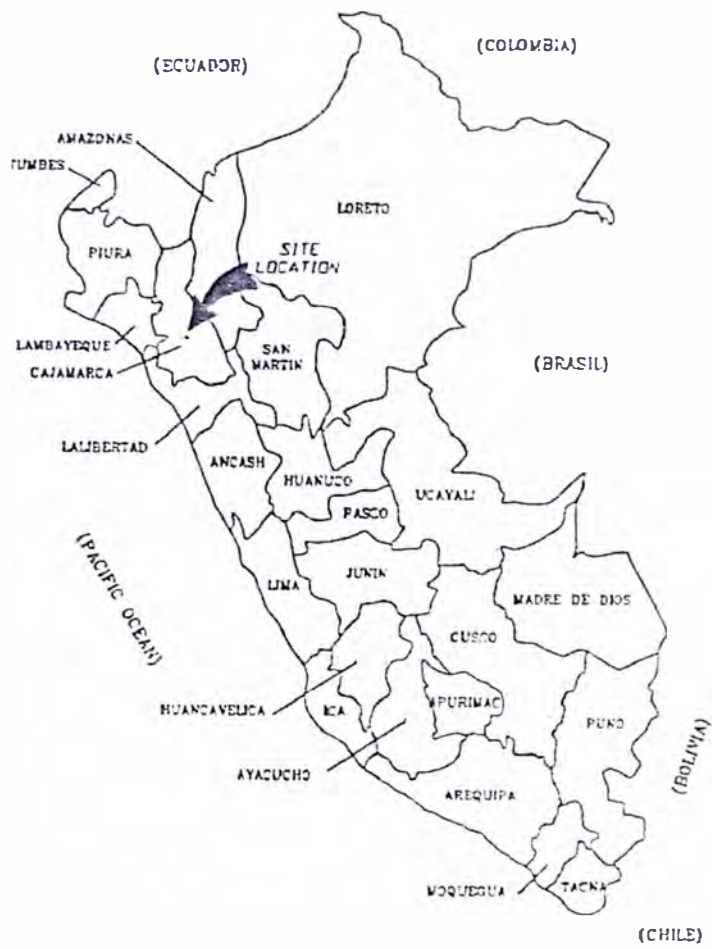 (COLOMBIA)
(ECUADOR)
AMAZONAS
TUMBES
LORETO
PIURA
SITE
LOCATION
LAMBAYEQUE
CAJAMARCA
SAN
MARTIN
(BRASIL)
LALIBERTAD
ANCASH
HUANUCO
UCAYALI
PASCO
(PACIFIC OCEAN)
LIMA
JUNIN
MADRE DE DIOS
CUSCO
HUANCAVELICA
ICA
APURIMAC
PUNO
(BOLIVIA)
AYACUCHO
AREQUIPA
MOQUEGUA
TACNA
(CHILE)